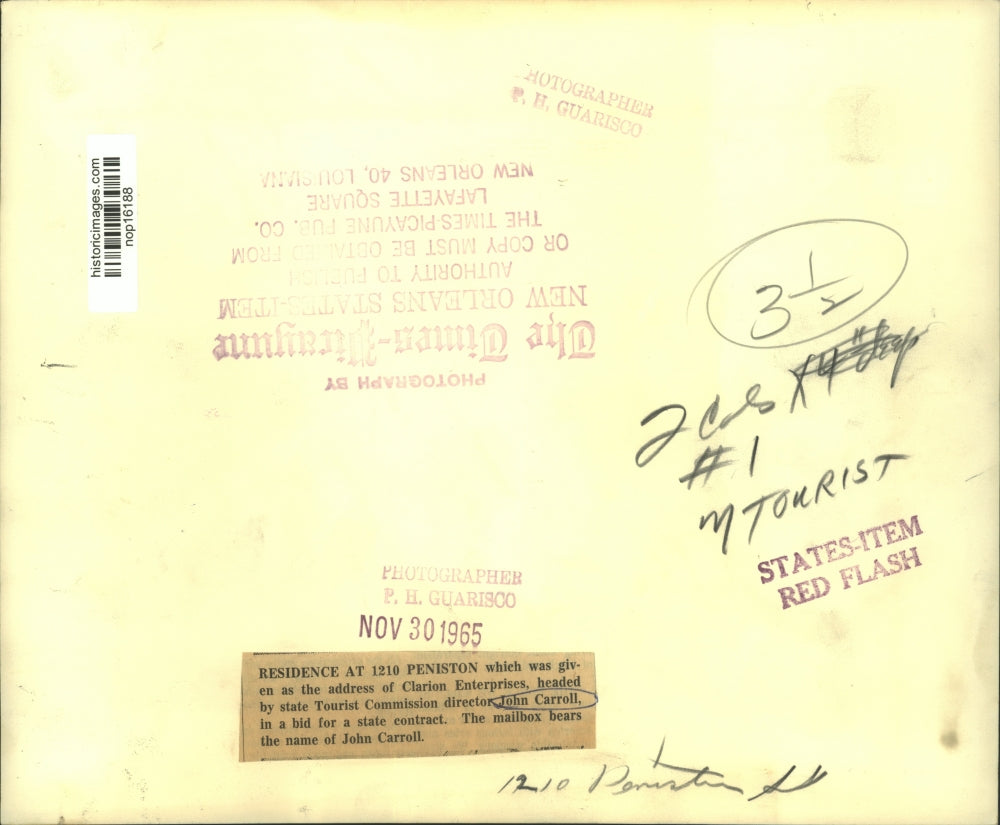 PHOTOGRAPHER
P. H. GUARISCO
historicimages.com
nop16188
PHOTOGRAPH BY
The Times-Picayune
NEW ORLEANS STATES-ITEM
AUTHORITY TO PUBLISH
OR COPY MUST BE OBTAINED FROM
THE TIMES-PICAYUNE PUB. CO.
LAFAYETTE SQUARE
NEW ORLEANS 40, LOUISIANA
3 1/2
2 Cols
#1
M TOURIST
STATES-ITEM
RED FLASH
PHOTOGRAPHER
P. H. GUARISCO
NOV 30 1965
RESIDENCE AT 1210 PENISTON which was giv-
en as the address of Clarion Enterprises, headed
by state Tourist Commission director John Carroll,
in a bid for a state contract. The mailbox bears
the name of John Carroll.
1210 Peniston St